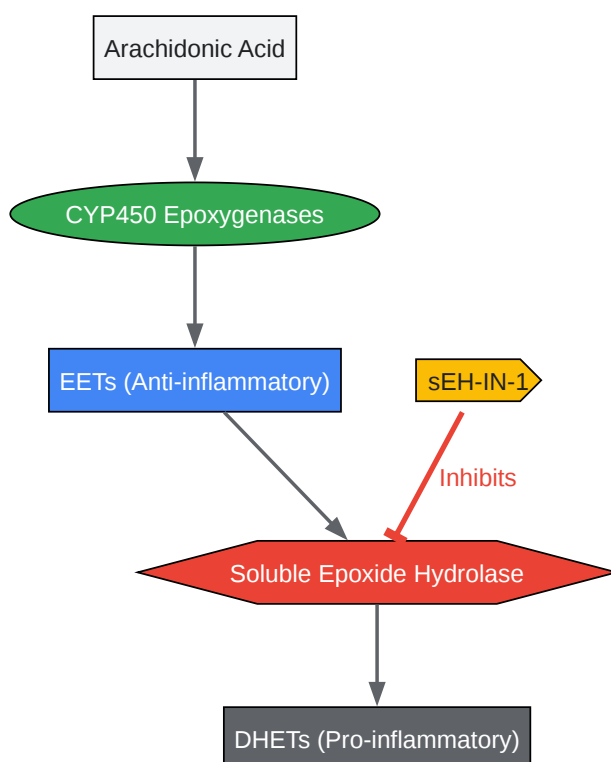 Arachidonic Acid
CYP450 Epoxygenases
EETs (Anti-inflammatory)
sEH-IN-1
Inhibits
Soluble Epoxide Hydrolase
DHETs (Pro-inflammatory)